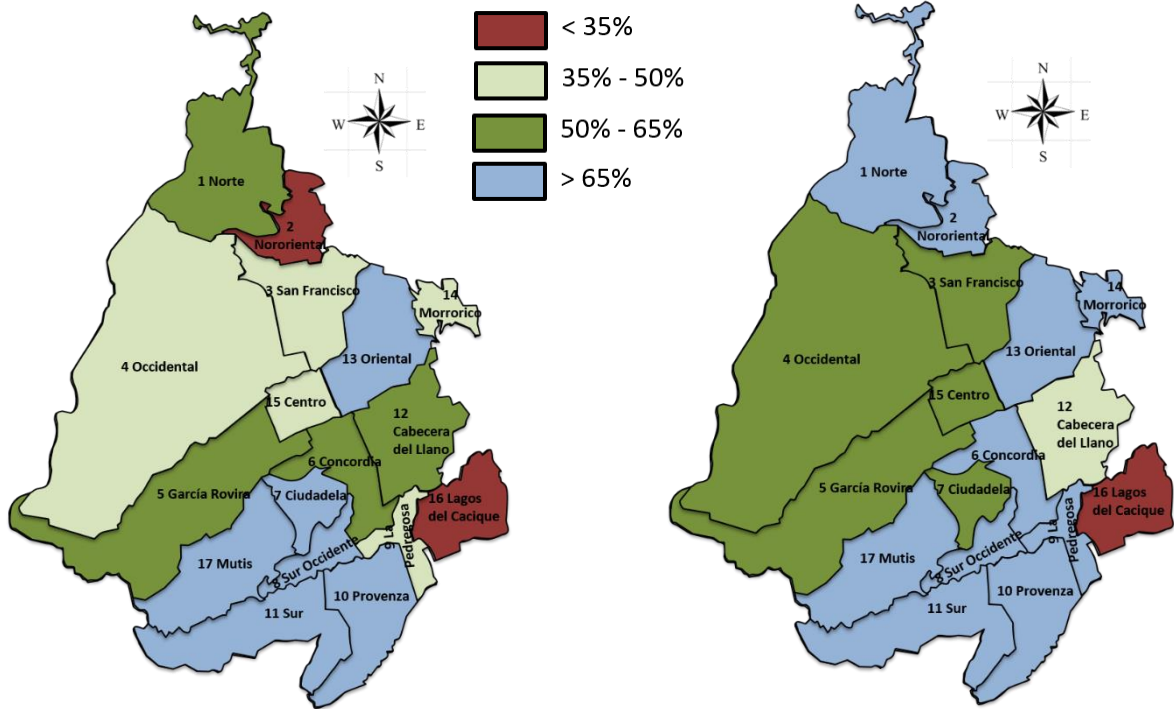 < 35%
35% - 50%
50% - 65%
> 65%
N
W E
S
1 Norte
2
Nororiental
3 San Francisco
14
Morrorico
4 Occidental
13 Oriental
15 Centro
12
Cabecera
del Llano
6 Concordia
5 García Rovira
7 Ciudadela
16 Lagos
del Cacique
9 La
Pedregosa
17 Mutis
8 Sur Occidente
10 Provenza
11 Sur
N
W E
S
1 Norte
2
Nororiental
3 San Francisco
14
Morrorico
4 Occidental
13 Oriental
15 Centro
12
Cabecera
del Llano
6 Concordia
5 García Rovira
7 Ciudadela
16 Lagos
del Cacique
9 La
Pedregosa
17 Mutis
8 Sur Occidente
10 Provenza
11 Sur